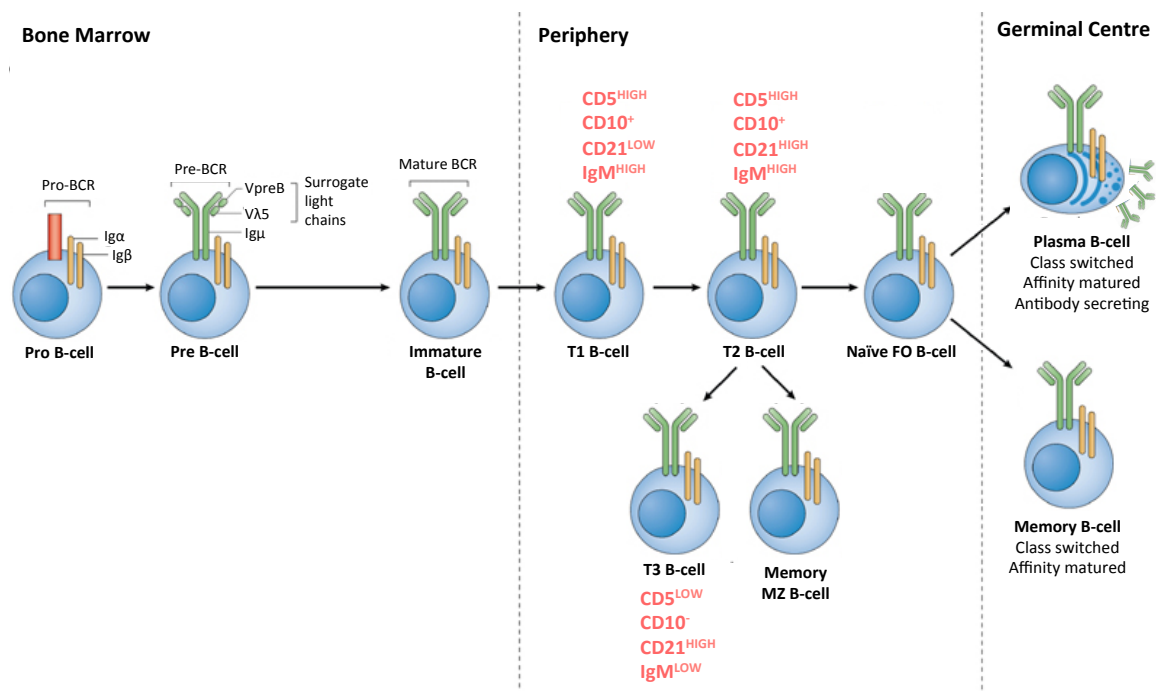 Bone Marrow
Periphery
Germinal Centre
CD5HIGH
CD10+
CD21LOW
IgMHIGH
CD5HIGH
CD10+
CD21HIGH
IgMHIGH
Pro-BCR
Igα
Igβ
Pro B-cell
Pre-BCR
VpreB
Vλ5
Igμ
Surrogate
light
chains
Pre B-cell
Mature BCR
Immature
B-cell
T1 B-cell
T2 B-cell
Naïve FO B-cell
Plasma B-cell
Class switched
Affinity matured
Antibody secreting
T3 B-cell
CD5LOW
CD10-
CD21HIGH
IgMLOW
Memory
MZ B-cell
Memory B-cell
Class switched
Affinity matured